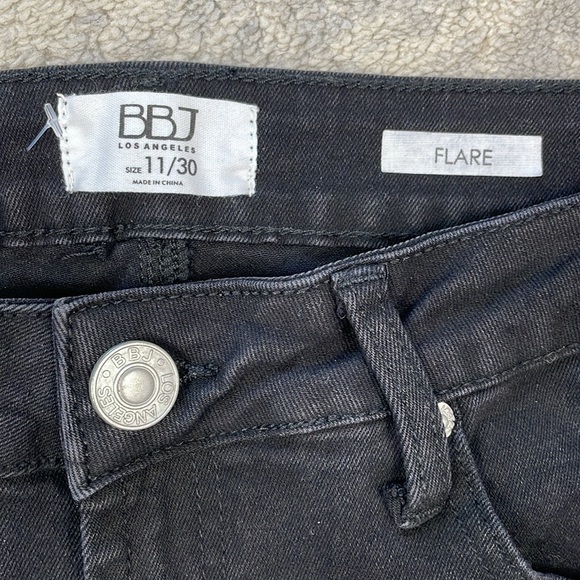 BBJ
LOS ANGELES
SIZE 11/30
MADE IN CHINA
FLARE
• BBJ •
LOS ANGELES